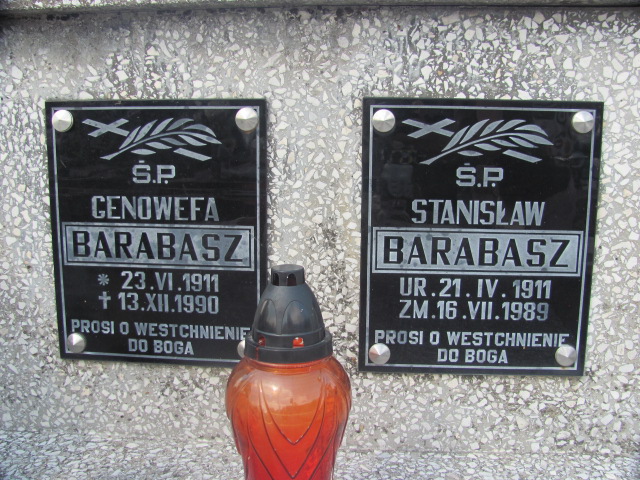 Ś.P.
GENOWEFA
BARABASZ
* 23.VI.1911
† 13.XII.1990
PROSI O WESTCHNIENIE
DO BOGA
Ś.P.
STANISŁAW
BARABASZ
UR. 21. IV. 1911
ZM. 16. VII. 1989
PROSI O WESTCHNIENIE
DO BOGA